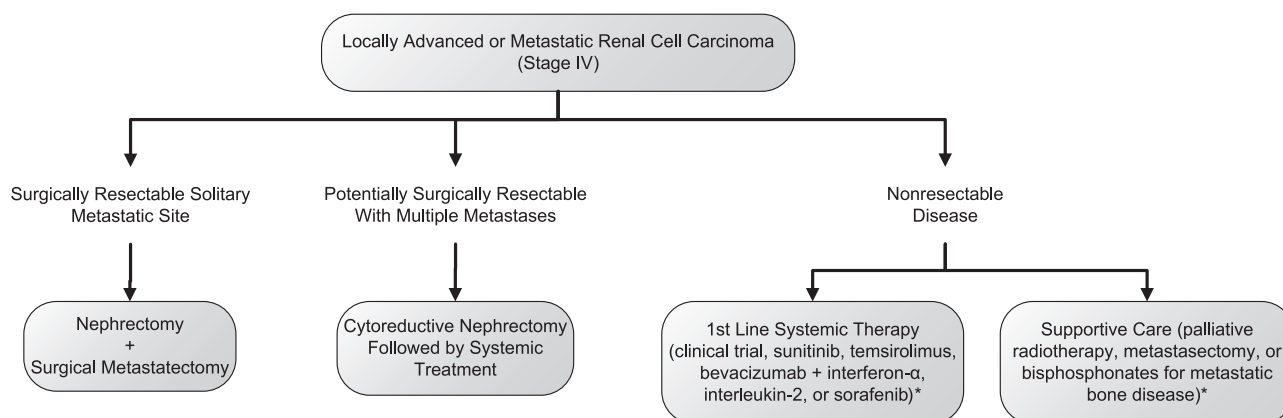 Locally Advanced or Metastatic Renal Cell Carcinoma
(Stage IV)
Surgically Resectable Solitary
Metastatic Site
Potentially Surgically Resectable
With Multiple Metastases
Nonresectable
Disease
Nephrectomy
+
Surgical Metastatectomy
Cytoreductive Nephrectomy
Followed by Systemic
Treatment
1st Line Systemic Therapy
(clinical trial, sunitinib, temsirolimus,
bevacizumab + interferon-α,
interleukin-2, or sorafenib)*
Supportive Care (palliative
radiotherapy, metastasectomy, or
bisphosphonates for metastatic
bone disease)*